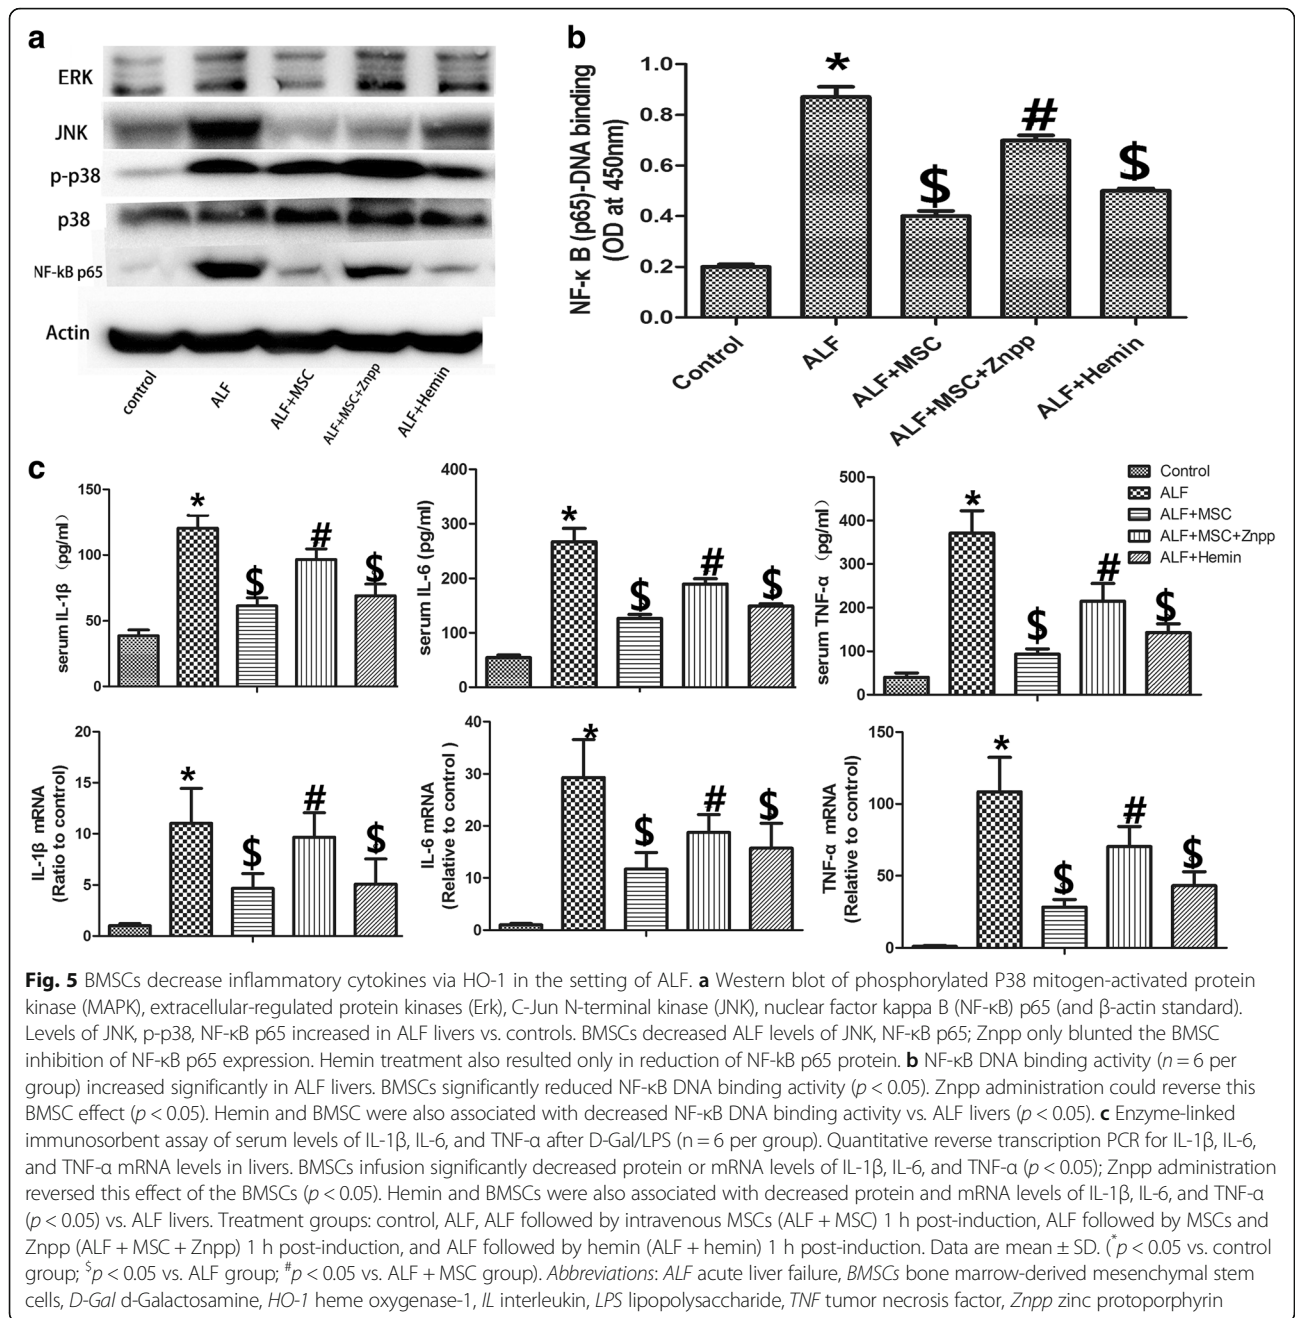 a
ERK
JNK
p-p38
p38
NF-kB p65
Actin
control
ALF
ALF+MSC
ALF+MSC+Znpp
ALF+Hemin
b
NF-κ B (p65)-DNA binding
(OD at 450nm)
1.0
0.8
0.6
0.4
0.2
0.0
*
$
#
$
Control
ALF
ALF+MSC
ALF+MSC+Znpp
ALF+Hemin
c
serum IL-1β (pg/ml)
150
100
50
0
*
$
#
$
serum IL-6 (pg/ml)
400
300
200
100
0
*
$
#
$
serum TNF-α (pg/ml)
500
400
300
200
100
0
*
$
#
$
Control
ALF
ALF+MSC
ALF+MSC+Znpp
ALF+Hemin
IL-1β mRNA
(Ratio to control)
20
15
10
5
0
*
$
#
$
IL-6 mRNA
(Relative to control )
40
30
20
10
0
*
$
#
$
TNF-α mRNA
(Relative to control)
150
100
50
0
*
$
#
$
Fig. 5 BMSCs decrease inflammatory cytokines via HO-1 in the setting of ALF. a Western blot of phosphorylated P38 mitogen-activated protein
kinase (MAPK), extracellular-regulated protein kinases (Erk), C-Jun N-terminal kinase (JNK), nuclear factor kappa B (NF-κB) p65 (and β-actin standard).
Levels of JNK, p-p38, NF-κB p65 increased in ALF livers vs. controls. BMSCs decreased ALF levels of JNK, NF-κB p65; Znpp only blunted the BMSC
inhibition of NF-κB p65 expression. Hemin treatment also resulted only in reduction of NF-kB p65 protein. b NF-κB DNA binding activity (n = 6 per
group) increased significantly in ALF livers. BMSCs significantly reduced NF-κB DNA binding activity (p < 0.05). Znpp administration could reverse this
BMSC effect (p < 0.05). Hemin and BMSC were also associated with decreased NF-κB DNA binding activity vs. ALF livers (p < 0.05). c Enzyme-linked
immunosorbent assay of serum levels of IL-1β, IL-6, and TNF-α after D-Gal/LPS (n = 6 per group). Quantitative reverse transcription PCR for IL-1β, IL-6,
and TNF-α mRNA levels in livers. BMSCs infusion significantly decreased protein or mRNA levels of IL-1β, IL-6, and TNF-α (p < 0.05); Znpp administration
reversed this effect of the BMSCs (p < 0.05). Hemin and BMSCs were also associated with decreased protein and mRNA levels of IL-1β, IL-6, and TNF-α
(p < 0.05) vs. ALF livers. Treatment groups: control, ALF, ALF followed by intravenous MSCs (ALF + MSC) 1 h post-induction, ALF followed by MSCs and
Znpp (ALF + MSC + Znpp) 1 h post-induction, and ALF followed by hemin (ALF + hemin) 1 h post-induction. Data are mean ± SD. (*p < 0.05 vs. control
group; $p < 0.05 vs. ALF group; #p < 0.05 vs. ALF + MSC group). Abbreviations: ALF acute liver failure, BMSCs bone marrow-derived mesenchymal stem
cells, D-Gal d-Galactosamine, HO-1 heme oxygenase-1, IL interleukin, LPS lipopolysaccharide, TNF tumor necrosis factor, Znpp zinc protoporphyrin